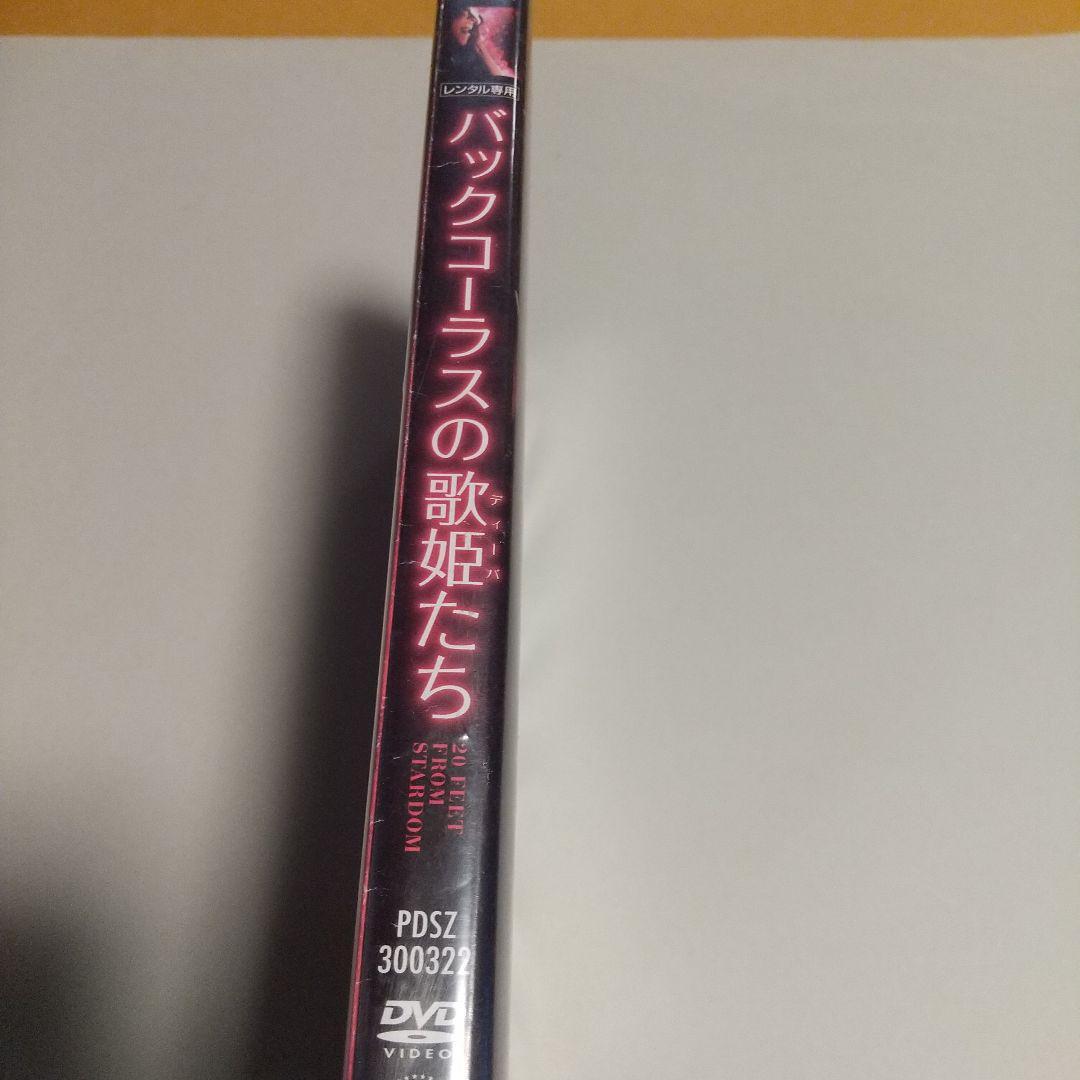 レンタル専用
バックコーラスの歌姫たち
ディーバ
20 FEET
FROM
STARDOM
PDSZ
300322
DVD
VIDEO